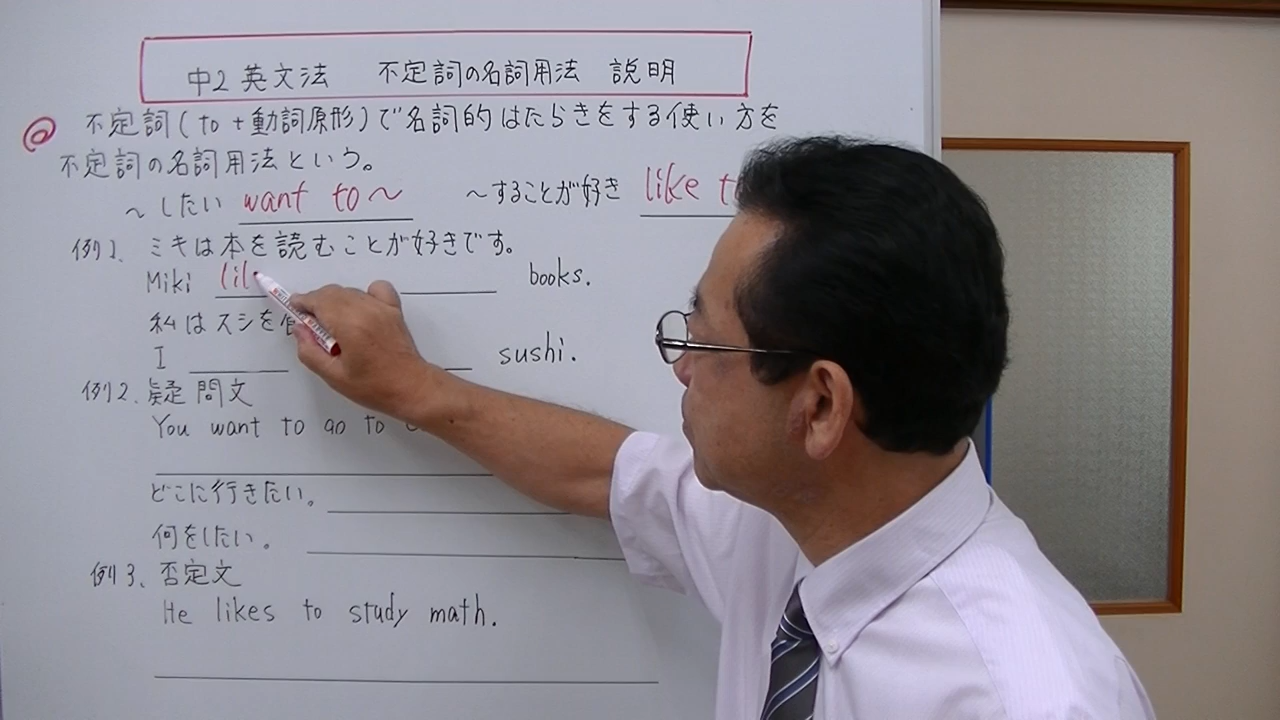 中2 英文法 不定詞の名詞用法 説明
@ 不定詞(to+動詞原形)で名詞的はたらきをする使い方を
不定詞の名詞用法という。
~したい want to~ ~することが好き like t
例1、ミキは本を読むことが好きです。
Miki lik books.
私はスシを
I sushi.
例2、疑問文
You want to go to
どこに行きたい。
何をしたい。
例3、否定文
He likes to study math.